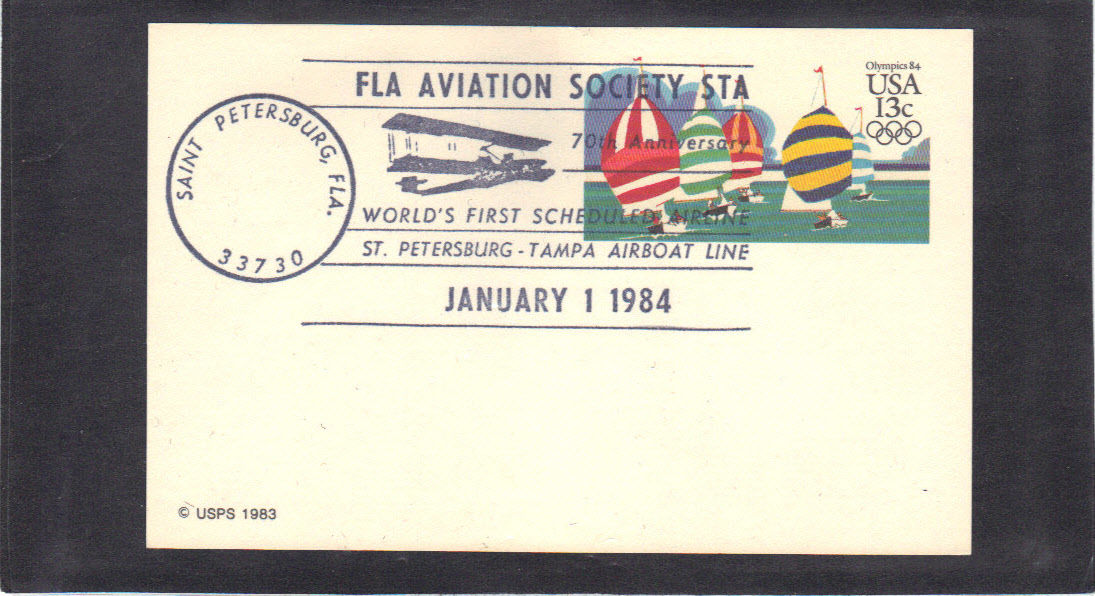 FLA AVIATION SOCIETY STA
Olympics 84
USA
13c
SAINT PETERSBURG, FLA.
33730
70th Anniversary
WORLD'S FIRST SCHEDULED AIRLINE
ST. PETERSBURG - TAMPA AIRBOAT LINE
JANUARY 1 1984
© USPS 1983